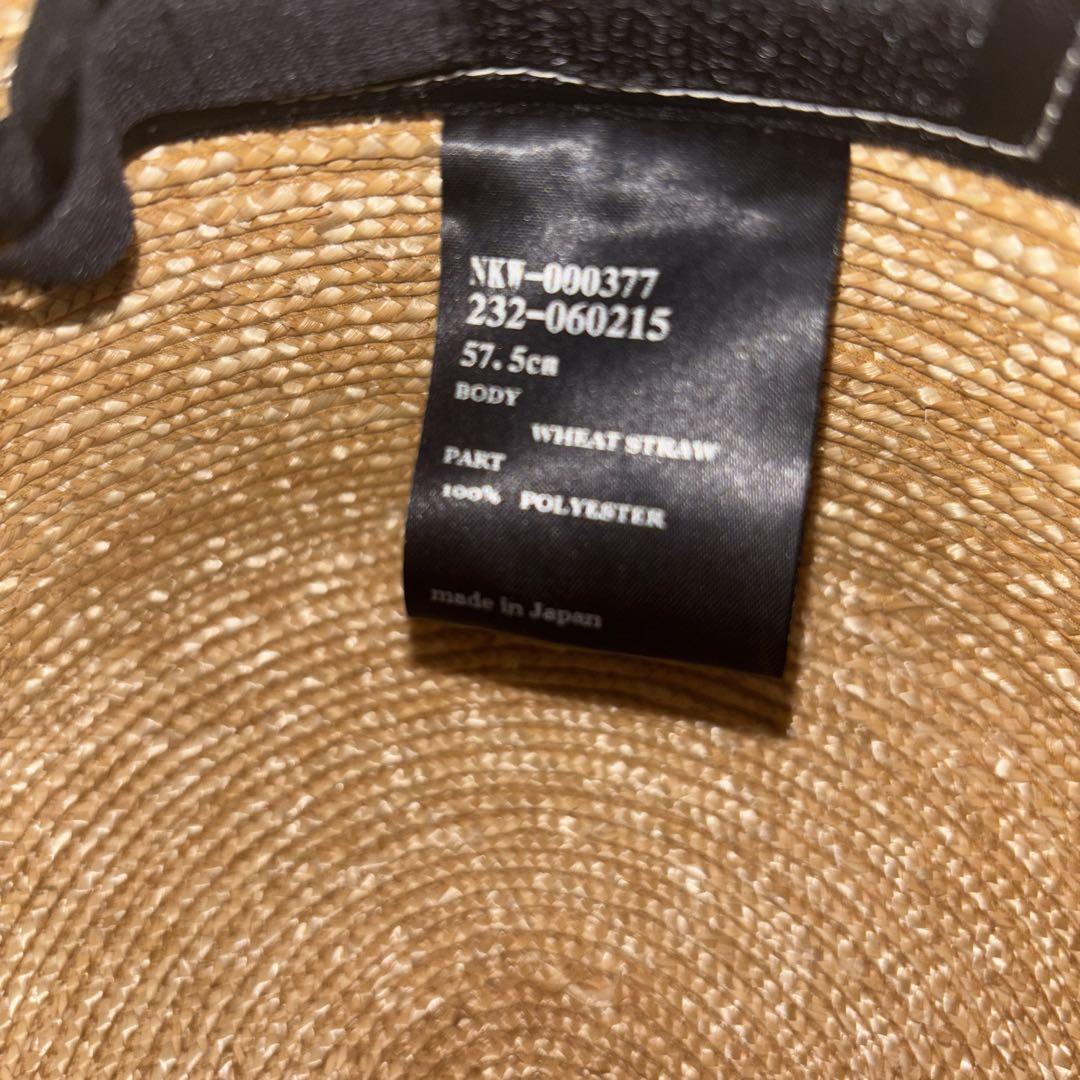 NKW-000377
232-060215
57.5cm
BODY
WHEAT STRAW
PART
100% POLYESTER
made in Japan